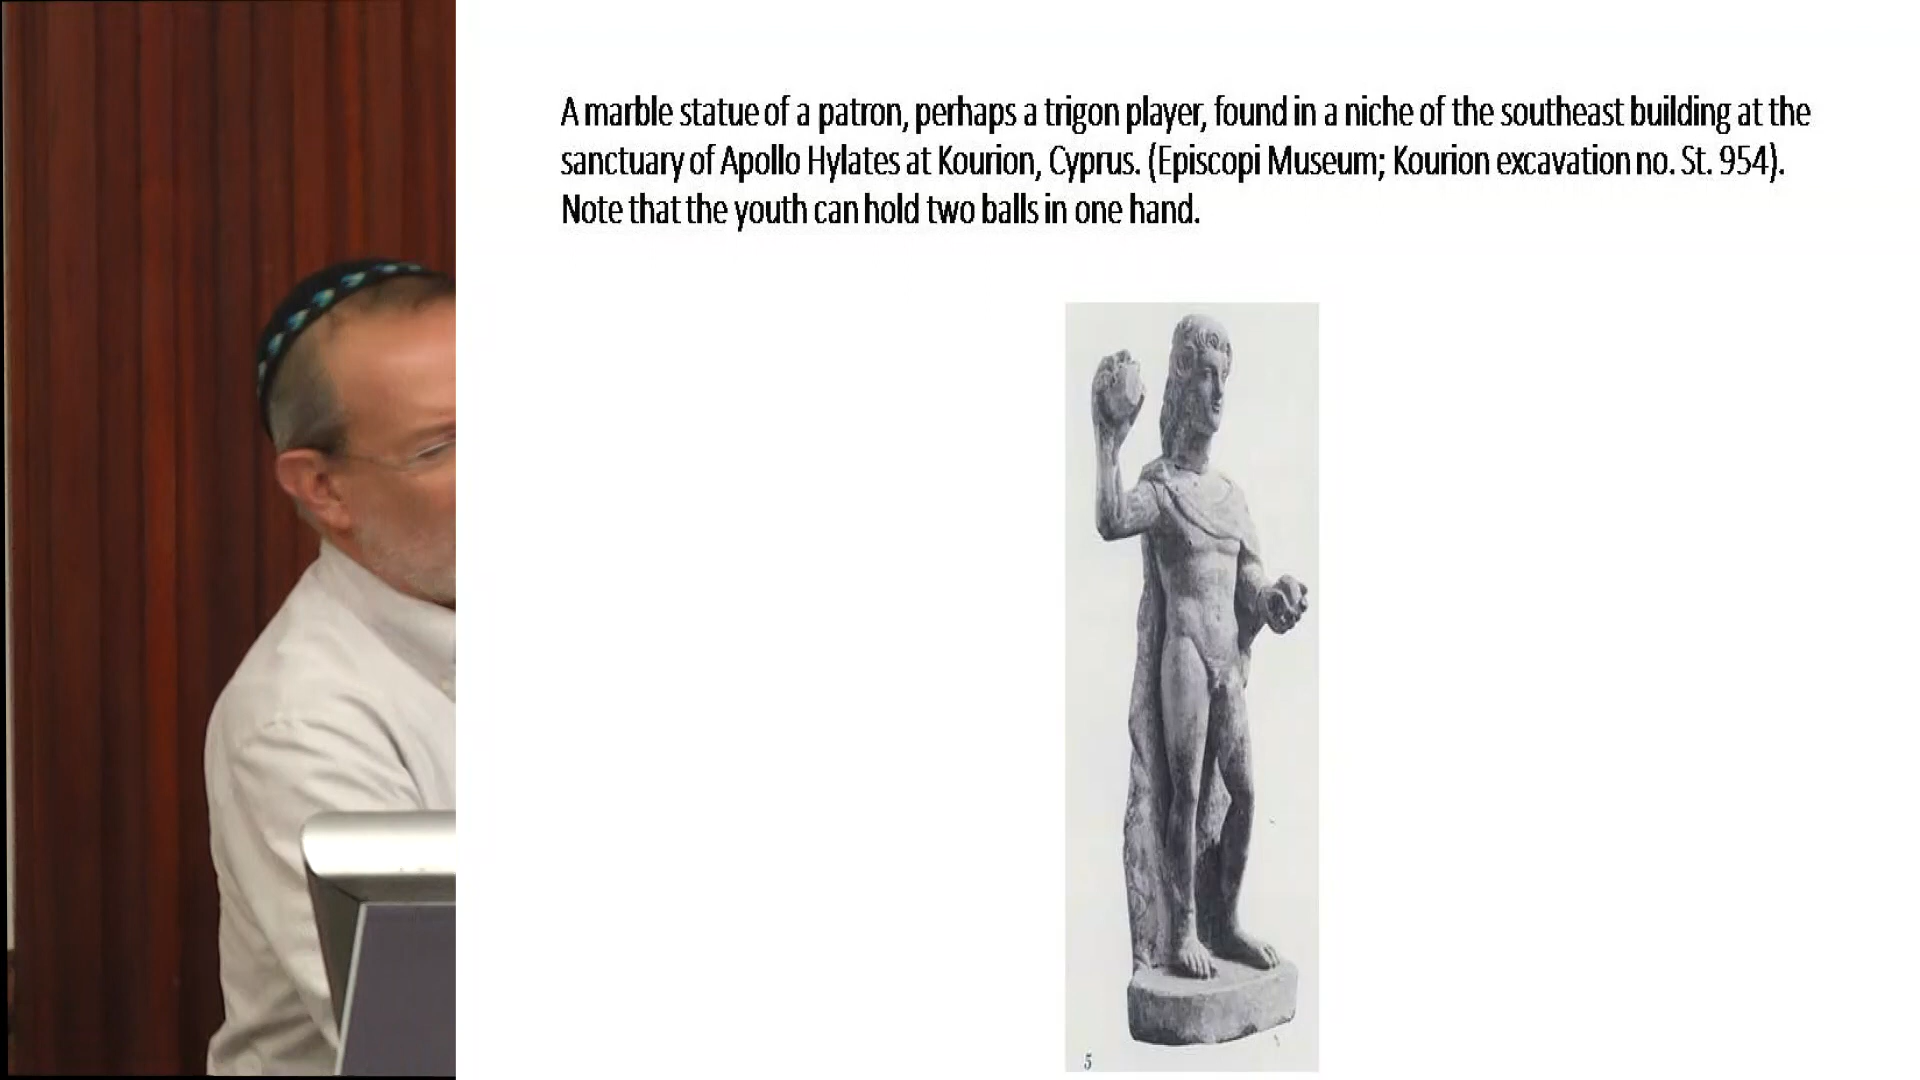 A marble statue of a patron, perhaps a trigon player, found in a niche of the southeast building at the
sanctuary of Apollo Hylates at Kourion, Cyprus. (Episcopi Museum; Kourion excavation no. St. 954).
Note that the youth can hold two balls in one hand.
5